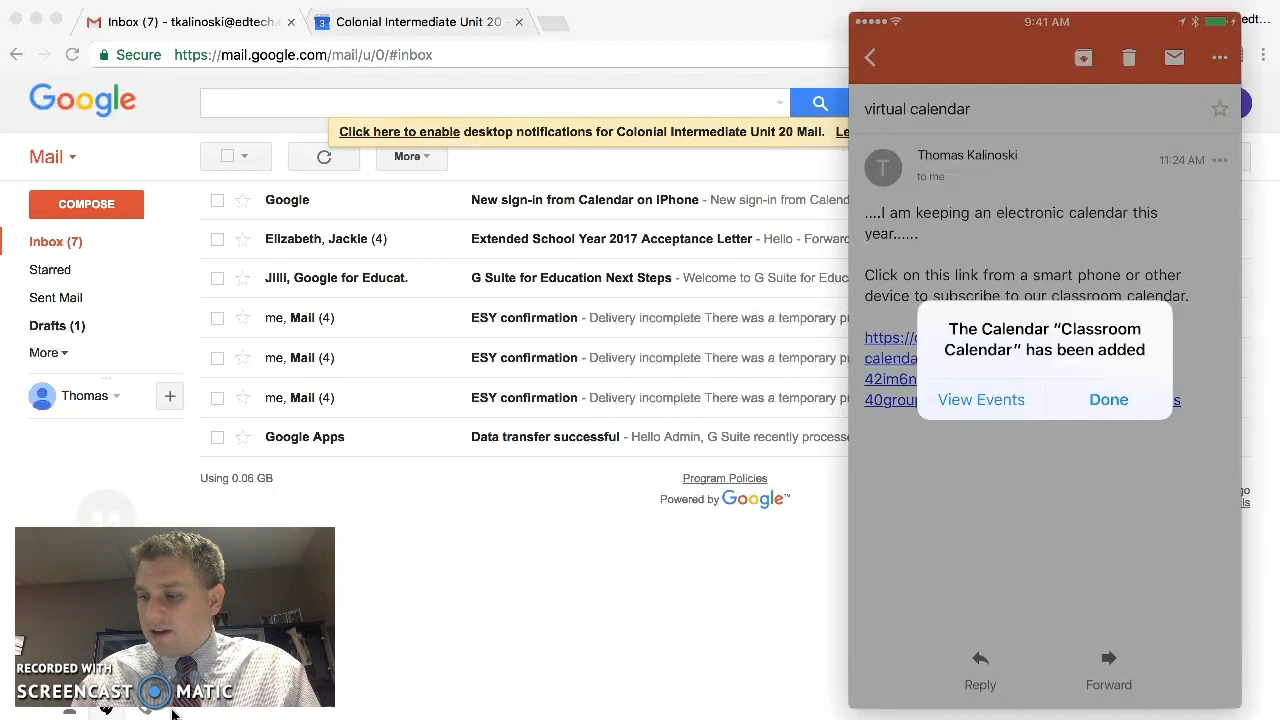 Inbox (7) - tkalinoski@edtech.c
Colonial Intermediate Unit 20 -
Secure https://mail.google.com/mail/u/0/#inbox
Google
Click here to enable desktop notifications for Colonial Intermediate Unit 20 Mail. Le
Mail
More
COMPOSE
Inbox (7)
Starred
Sent Mail
Drafts (1)
More
Thomas
Google New sign-in from Calendar on iPhone - New sign-in from Calend
Elizabeth, Jackie (4) Extended School Year 2017 Acceptance Letter - Hello - Forward
Jilli, Google for Educat. G Suite for Education Next Steps - Welcome to G Suite for Educ
me, Mail (4) ESY confirmation - Delivery incomplete There was a temporary p
me, Mail (4) ESY confirmation - Delivery incomplete There was a temporary p
me, Mail (4) ESY confirmation - Delivery incomplete There was a temporary p
Google Apps Data transfer successful - Hello Admin, G Suite recently process
Using 0.06 GB
Program Policies
Powered by Google™
RECORDED WITH
SCREENCAST MATIC
edt...
9:41 AM
virtual calendar
T
Thomas Kalinoski
to me
11:24 AM
....I am keeping an electronic calendar this
year......
Click on this link from a smart phone or other
device to subscribe to our classroom calendar.
https://
calenda
42im6n
40group
The Calendar "Classroom
Calendar" has been added
View Events Done
Reply Forward